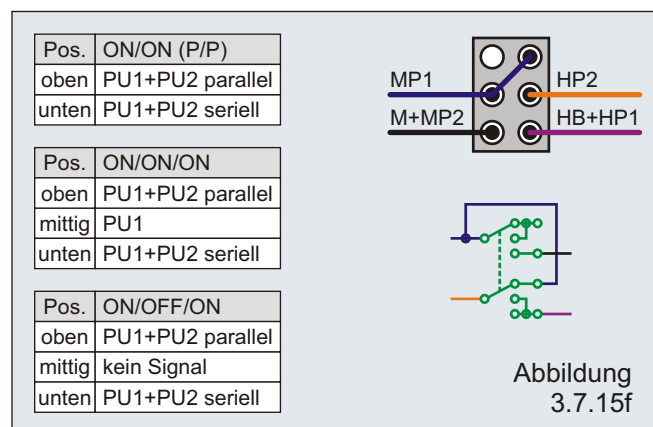 Pos. ON/ON (P/P)
oben PU1+PU2 parallel
unten PU1+PU2 seriell
Pos. ON/ON/ON
oben PU1+PU2 parallel
mittig PU1
unten PU1+PU2 seriell
Pos. ON/OFF/ON
oben PU1+PU2 parallel
mittig kein Signal
unten PU1+PU2 seriell
MP1 HP2
M+MP2 HB+HP1
Abbildung
3.7.15f